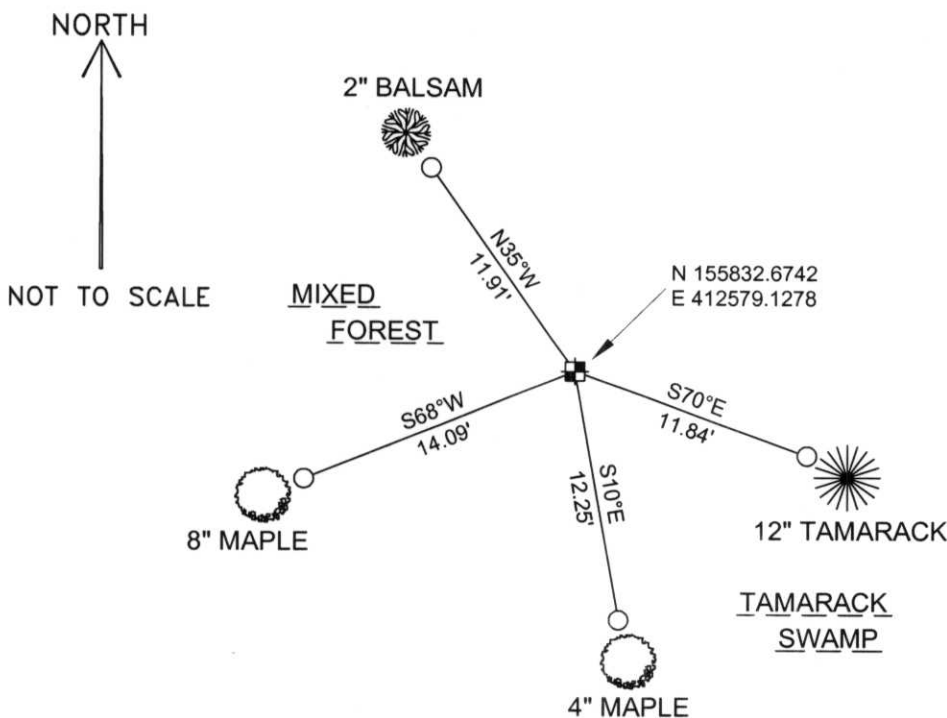 NORTH
2" BALSAM
N35°W
11.91'
N 155832.6742
E 412579.1278
NOT TO SCALE
MIXED
FOREST
S68°W
14.09'
S70°E
11.84'
S10°E
12.25'
8" MAPLE
12" TAMARACK
TAMARACK
SWAMP
4" MAPLE